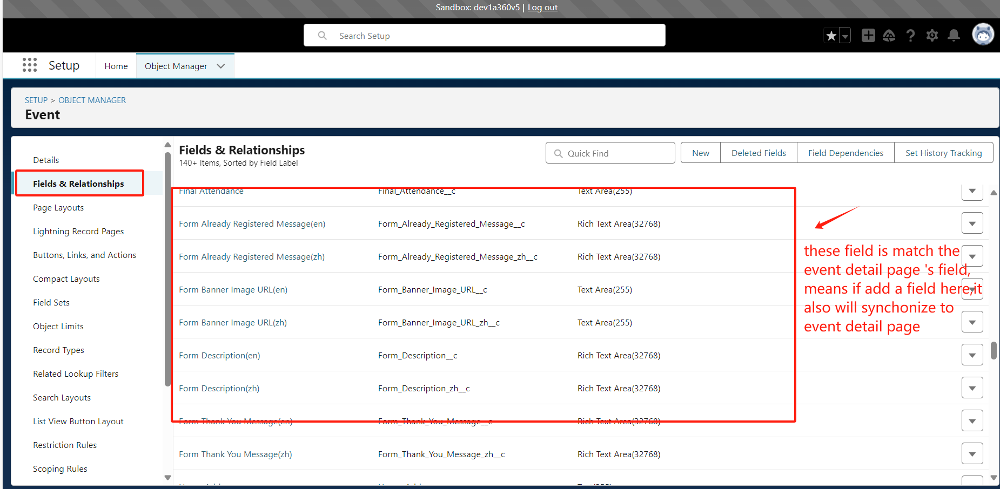 Sandbox: dev1a360v5 | Log out
Search Setup
Setup
Home
Object Manager
SETUP > OBJECT MANAGER
Event
Details
Fields & Relationships
Page Layouts
Lightning Record Pages
Buttons, Links, and Actions
Compact Layouts
Field Sets
Object Limits
Record Types
Related Lookup Filters
Search Layouts
List View Button Layout
Restriction Rules
Scoping Rules
Fields & Relationships
140+ Items, Sorted by Field Label
Quick Find
New
Deleted Fields
Field Dependencies
Set History Tracking
Final Attendance Final_Attendance__c Text Area(255)
Form Already Registered Message(en) Form_Already_Registered_Message__c Rich Text Area(32768)
Form Already Registered Message(zh) Form_Already_Registered_Message_zh__c Rich Text Area(32768)
Form Banner Image URL(en) Form_Banner_Image_URL__c Text Area(255)
Form Banner Image URL(zh) Form_Banner_Image_URL_zh__c Text Area(255)
Form Description(en) Form_Description__c Rich Text Area(32768)
Form Description(zh) Form_Description_zh__c Rich Text Area(32768)
Form Thank You Message(en) Form_Thank_You_Message__c Rich Text Area(32768)
Form Thank You Message(zh) Form_Thank_You_Message_zh__c Rich Text Area(32768)
these field is match the
event detail page 's field,
means if add a field here,it
also will synchonize to
event detail page